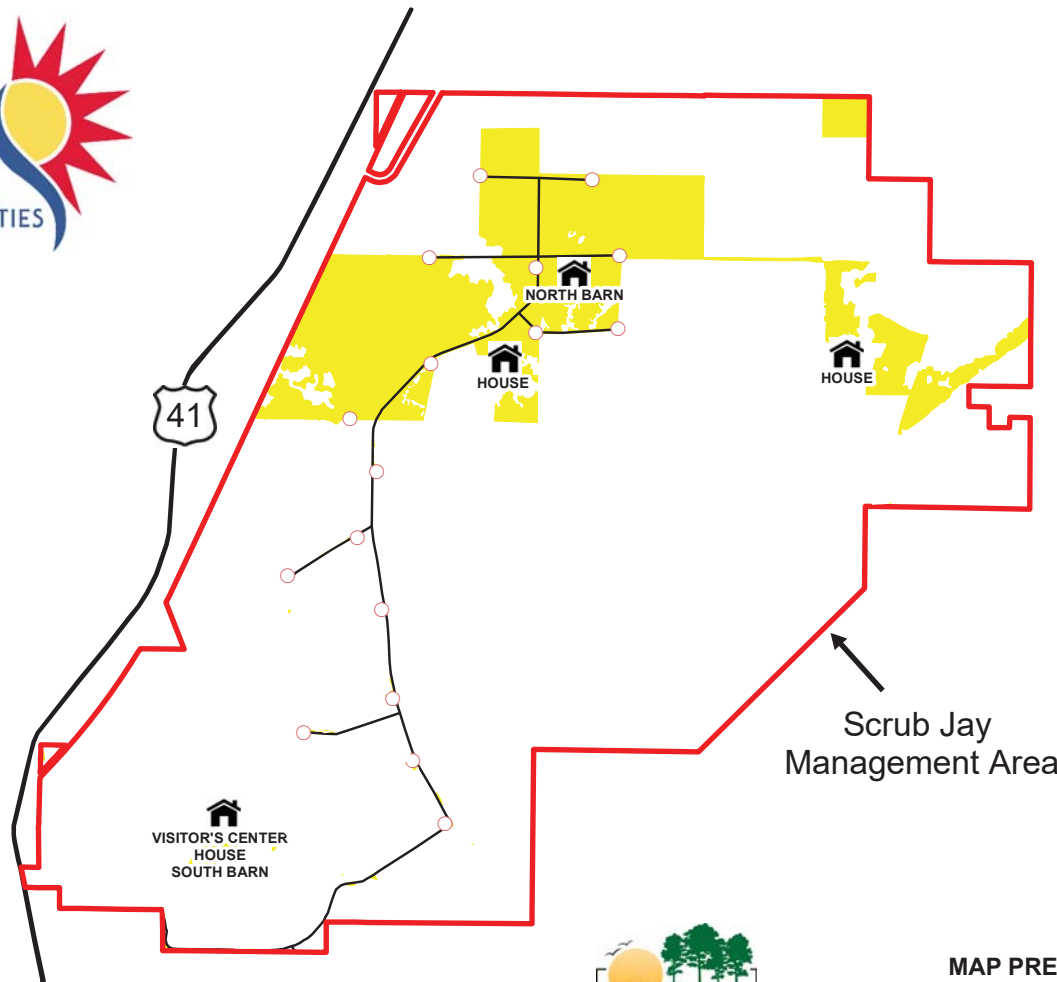 TIES
NORTH BARN
HOUSE
HOUSE
41
Scrub Jay
Management Area
VISITOR'S CENTER
HOUSE
SOUTH BARN
MAP PRE